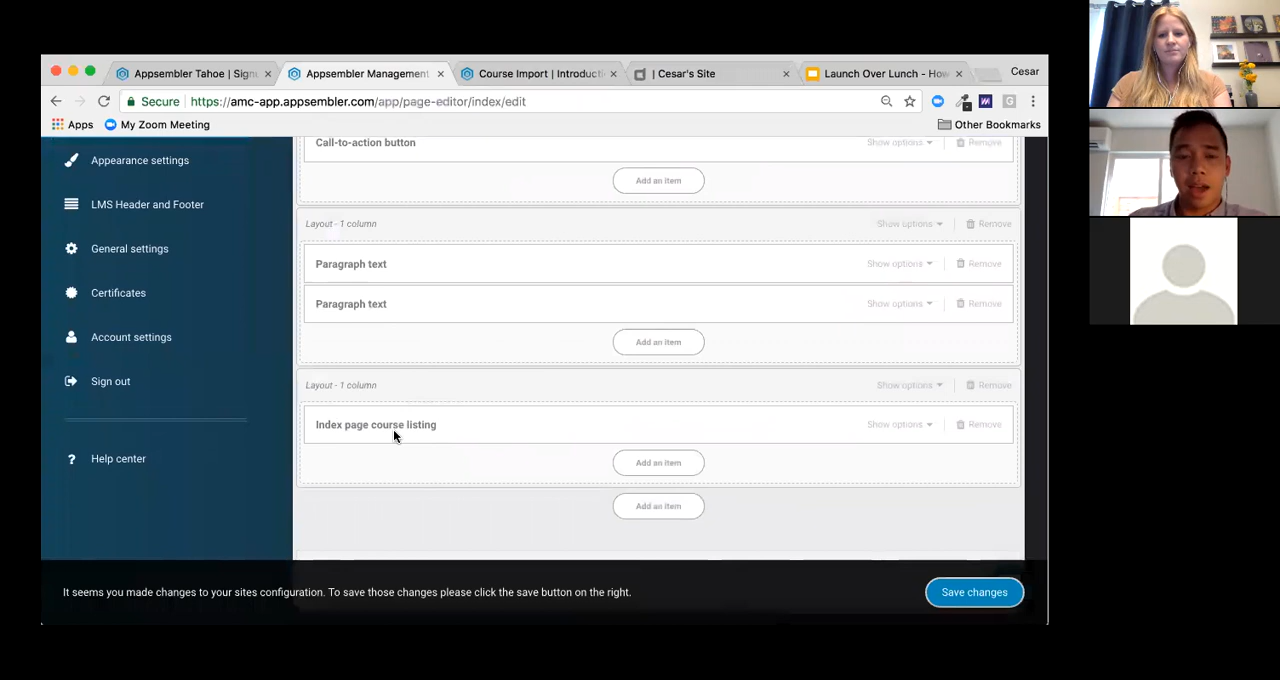 Appsembler Tahoe | Sign
Appsembler Management
Course Import | Introducti
| Cesar's Site
Launch Over Lunch - How
Cesar
Secure
https://amc-app.appsembler.com/app/page-editor/index/edit
Apps
My Zoom Meeting
Other Bookmarks
Appearance settings
LMS Header and Footer
General settings
Certificates
Account settings
Sign out
Help center
Call-to-action button
Show options
Remove
Add an item
Layout - 1 column
Show options
Remove
Paragraph text
Show options
Remove
Paragraph text
Show options
Remove
Add an item
Layout - 1 column
Show options
Remove
Index page course listing
Show options
Remove
Add an item
Add an item
It seems you made changes to your sites configuration. To save those changes please click the save button on the right.
Save changes